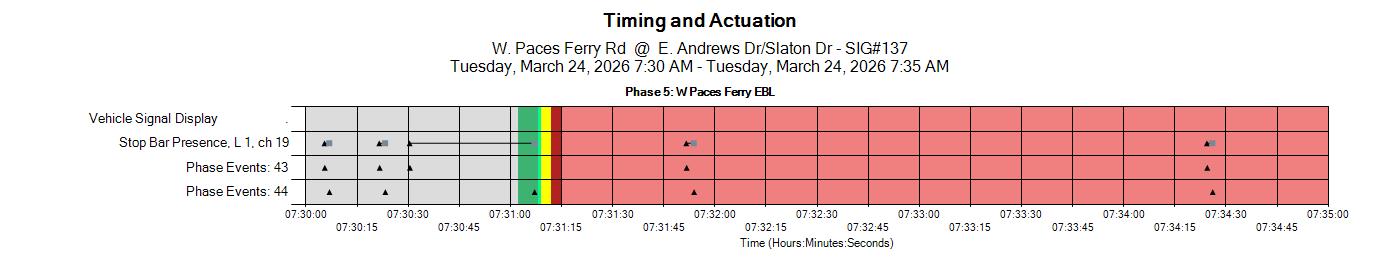 Timing and Actuation
W. Paces Ferry Rd @ E. Andrews Dr/Slaton Dr - SIG#137
Tuesday, March 24, 2026 7:30 AM - Tuesday, March 24, 2026 7:35 AM
Phase 5: W Paces Ferry EBL
Vehicle Signal Display .
Stop Bar Presence, L 1, ch 19
Phase Events: 43
Phase Events: 44
07:30:00 07:30:30 07:31:00 07:31:30 07:32:00 07:32:30 07:33:00 07:33:30 07:34:00 07:34:30 07:35:00
07:30:15 07:30:45 07:31:15 07:31:45 07:32:15 07:32:45 07:33:15 07:33:45 07:34:15 07:34:45
Time (Hours:Minutes:Seconds)